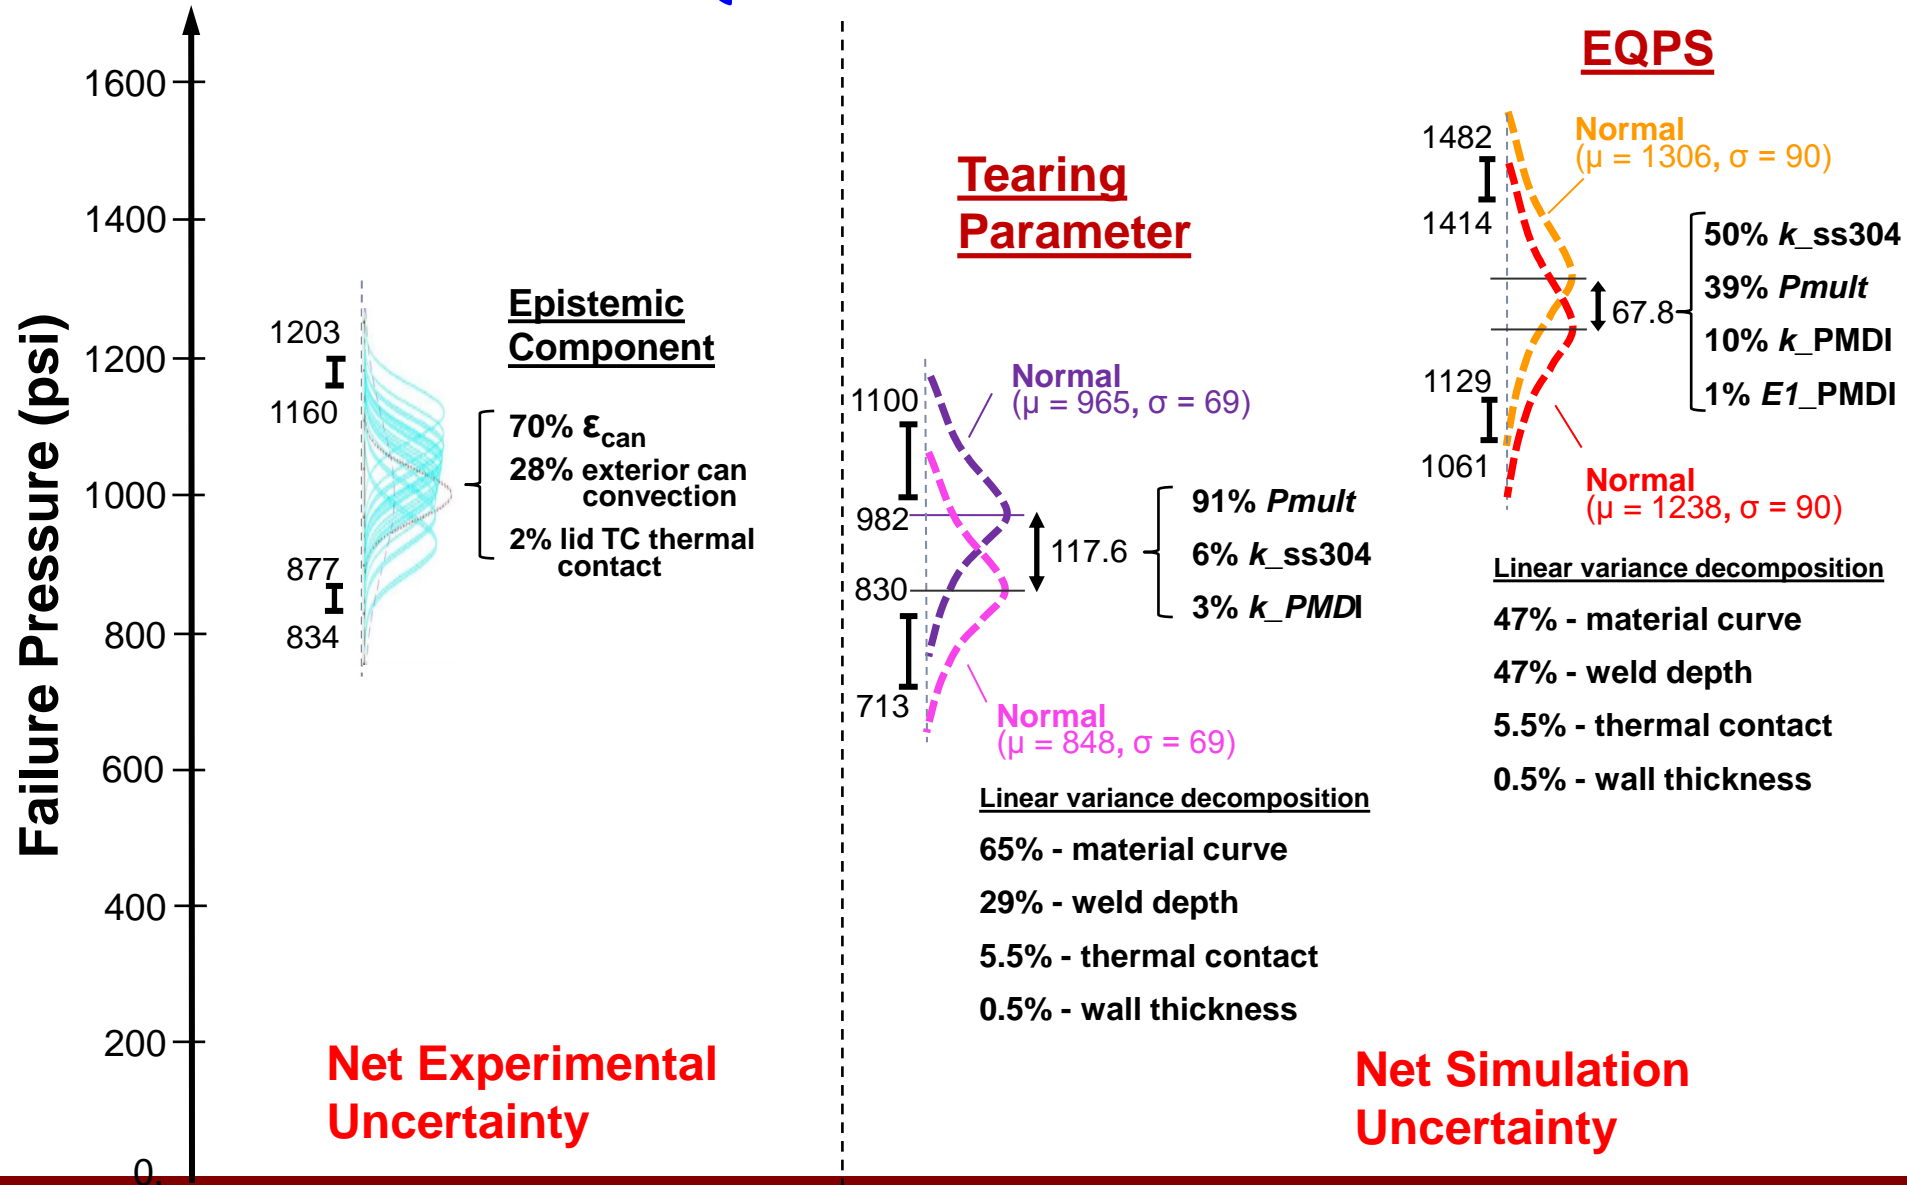 Failure Pressure (psi)
1600
1400
1200
1000
800
600
400
200
0.
1203
1160
877
834
Epistemic
Component
70% εcan
28% exterior can
convection
2% lid TC thermal
contact
Net Experimental
Uncertainty
Tearing
Parameter
1100
982
830
713
Normal
(μ = 965, σ = 69)
117.6
91% Pmult
6% k_ss304
3% k_PMDI
Normal
(μ = 848, σ = 69)
Linear variance decomposition
65% - material curve
29% - weld depth
5.5% - thermal contact
0.5% - wall thickness
EQPS
1482
1414
1129
1061
Normal
(μ = 1306, σ = 90)
67.8
50% k_ss304
39% Pmult
10% k_PMDI
1% E1_PMDI
Normal
(μ = 1238, σ = 90)
Linear variance decomposition
47% - material curve
47% - weld depth
5.5% - thermal contact
0.5% - wall thickness
Net Simulation
Uncertainty